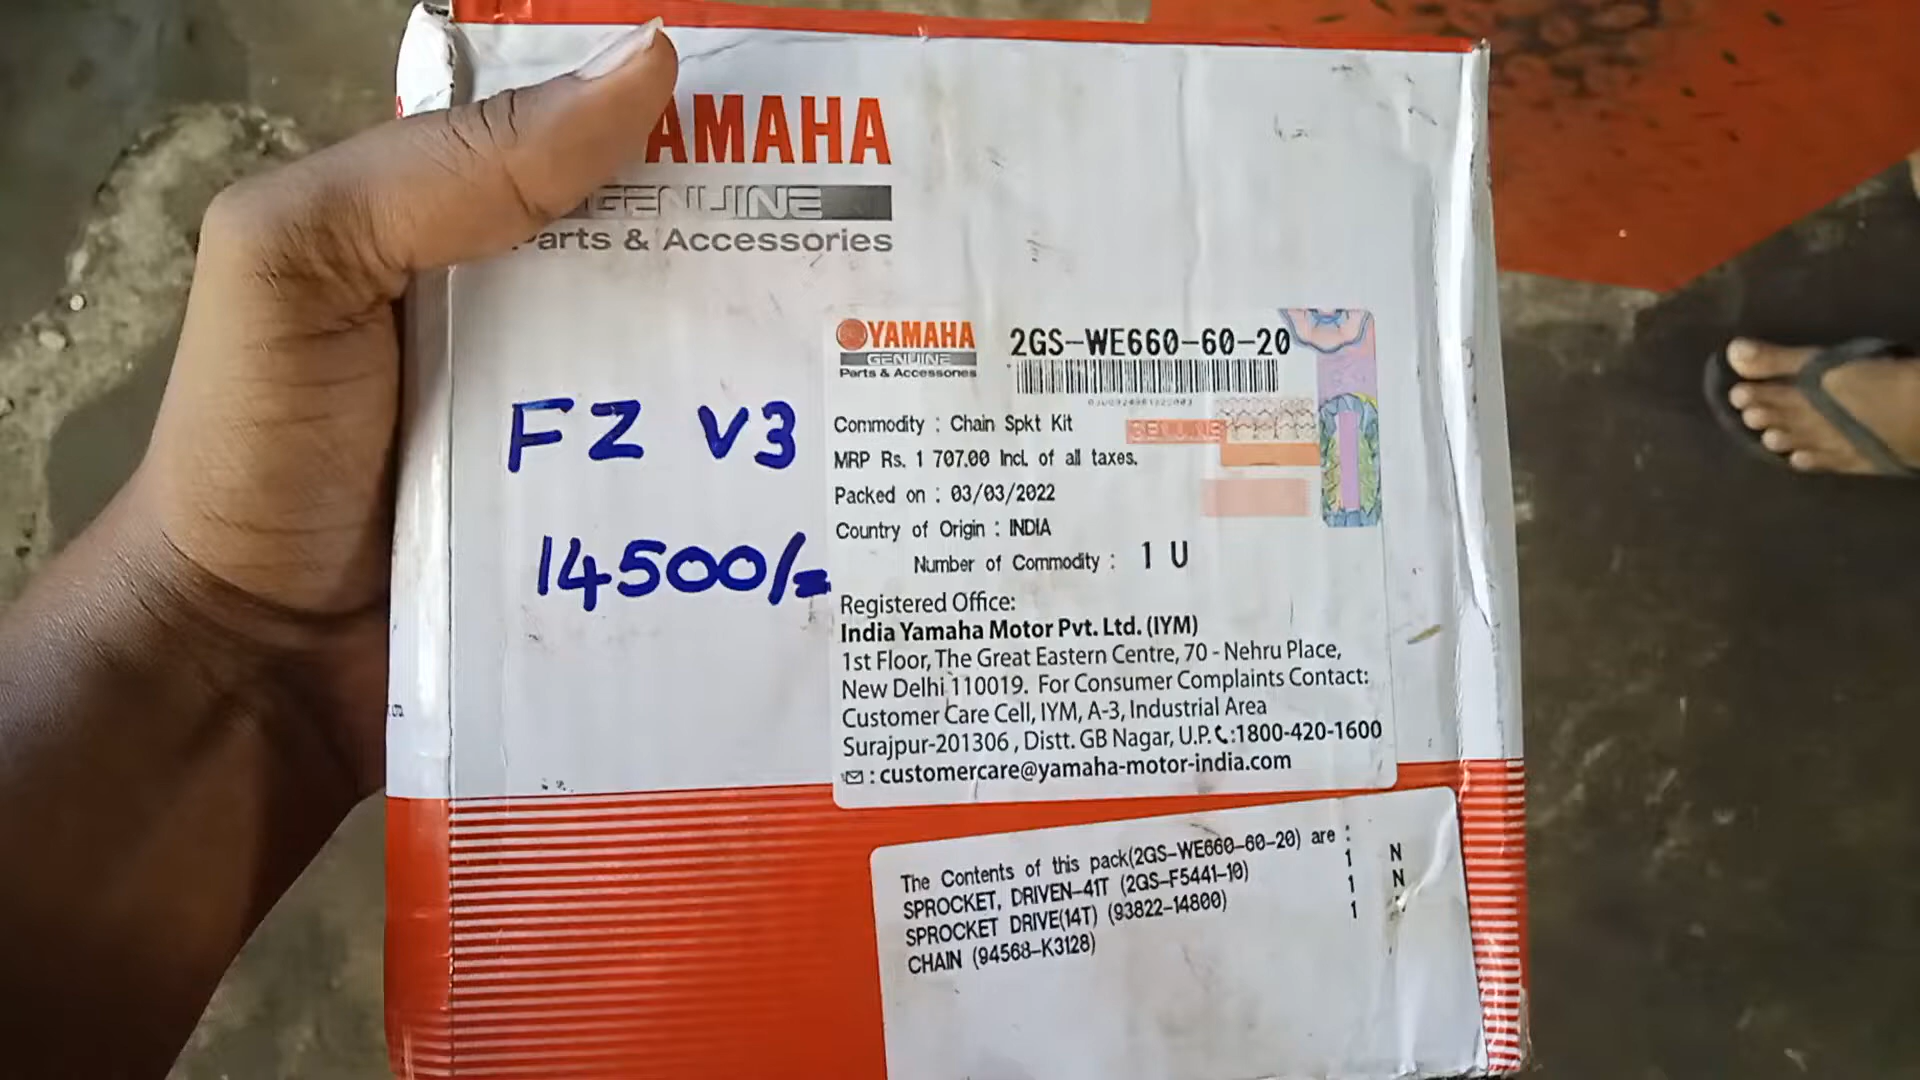 AMAHA
GENUINE
Parts & Accessories
YAMAHA
GENUINE
Parts & Accessories
2GS-WE660-60-20
FZ V3
14500/=
Commodity : Chain Spkt Kit
GENUINE
MRP Rs. 1 707.00 Incl. of all taxes.
Packed on : 03/03/2022
Country of Origin : INDIA
Number of Commodity : 1 U
Registered Office:
India Yamaha Motor Pvt. Ltd. (IYM)
1st Floor, The Great Eastern Centre, 70 - Nehru Place,
New Delhi 110019. For Consumer Complaints Contact:
Customer Care Cell, IYM, A-3, Industrial Area
Surajpur-201306 , Distt. GB Nagar, U.P. :1800-420-1600
: customercare@yamaha-motor-india.com
The Contents of this pack(2GS-WE660-60-20) are :
SPROCKET, DRIVEN-41T (2GS-F5441-10) 1 N
SPROCKET DRIVE(14T) (93822-14800) 1 N
CHAIN (94568-K3128) 1